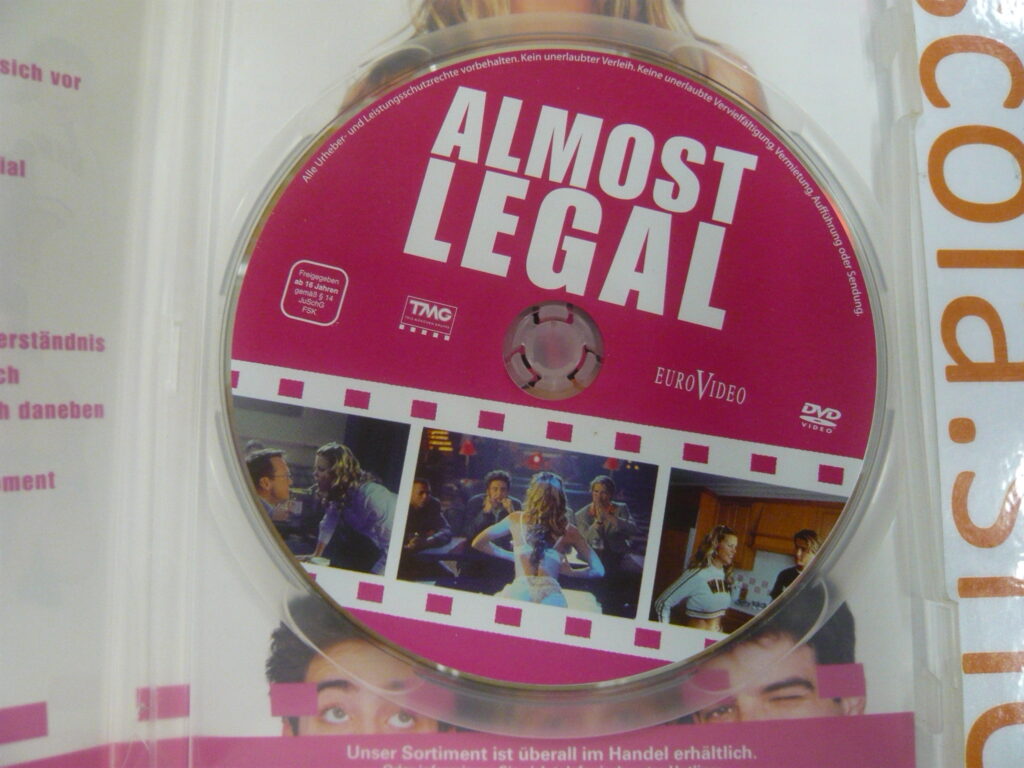 sich vor
ial
erständnis
ch
h daneben
ment
Alle Urheber- und Leistungsschutzrechte vorbehalten. Kein unerlaubter Verleih. Keine unerlaubte Vervielfältigung, Vermietung, Aufführung oder Sendung.
ALMOST
LEGAL
Freigegeben
ab 16 Jahren
gemäß § 14
JuSchG
FSK
TMG
EUROVIDEO
DVD
VIDEO
Unser Sortiment ist überall im Handel erhältlich.